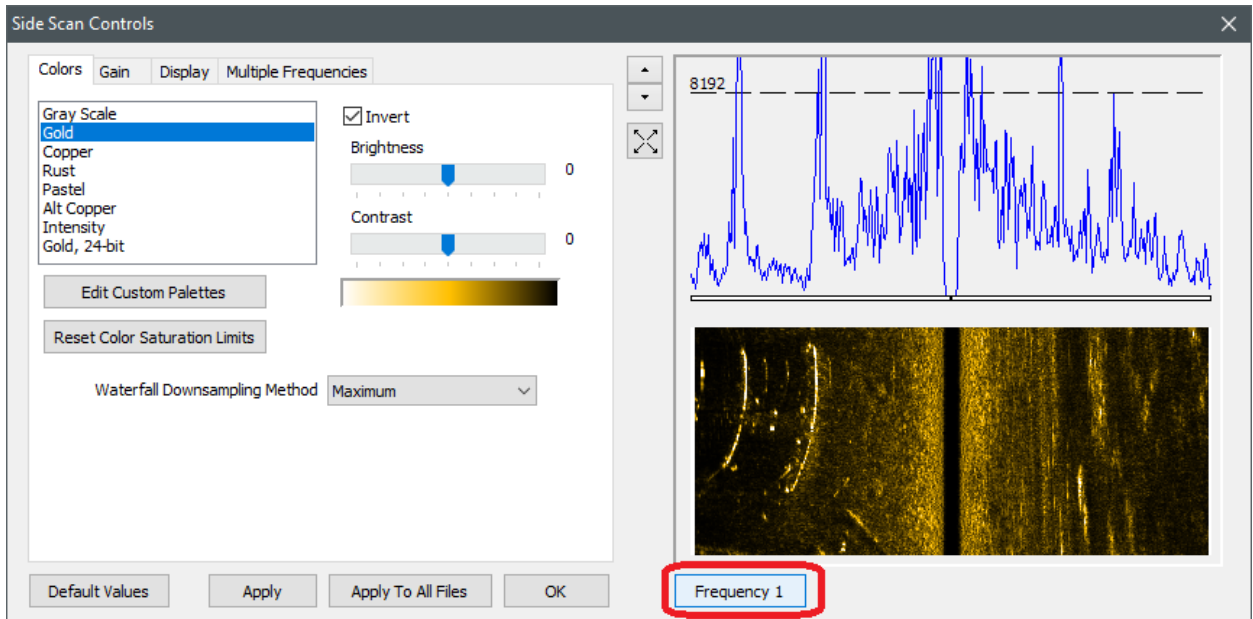 Side Scan Controls
Colors Gain Display Multiple Frequencies
Gray Scale
Gold
Copper
Rust
Pastel
Alt Copper
Intensity
Gold, 24-bit
Invert
Brightness
0
Contrast
0
Edit Custom Palettes
Reset Color Saturation Limits
Waterfall Downsampling Method Maximum
Default Values Apply Apply To All Files OK
8192
Frequency 1